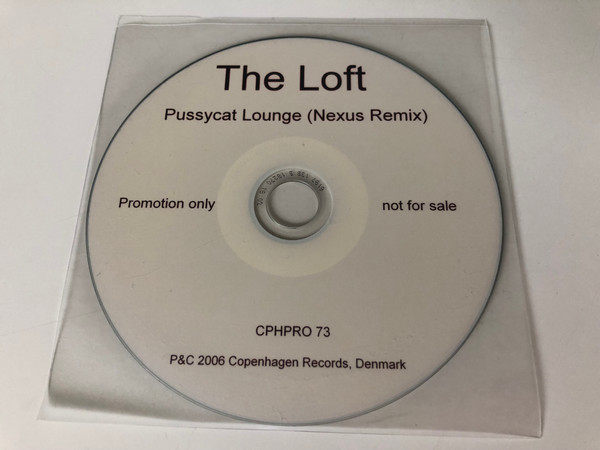 The Loft
Pussycat Lounge (Nexus Remix)
Promotion only
not for sale
CPHPRO 73
P&C 2006 Copenhagen Records, Denmark